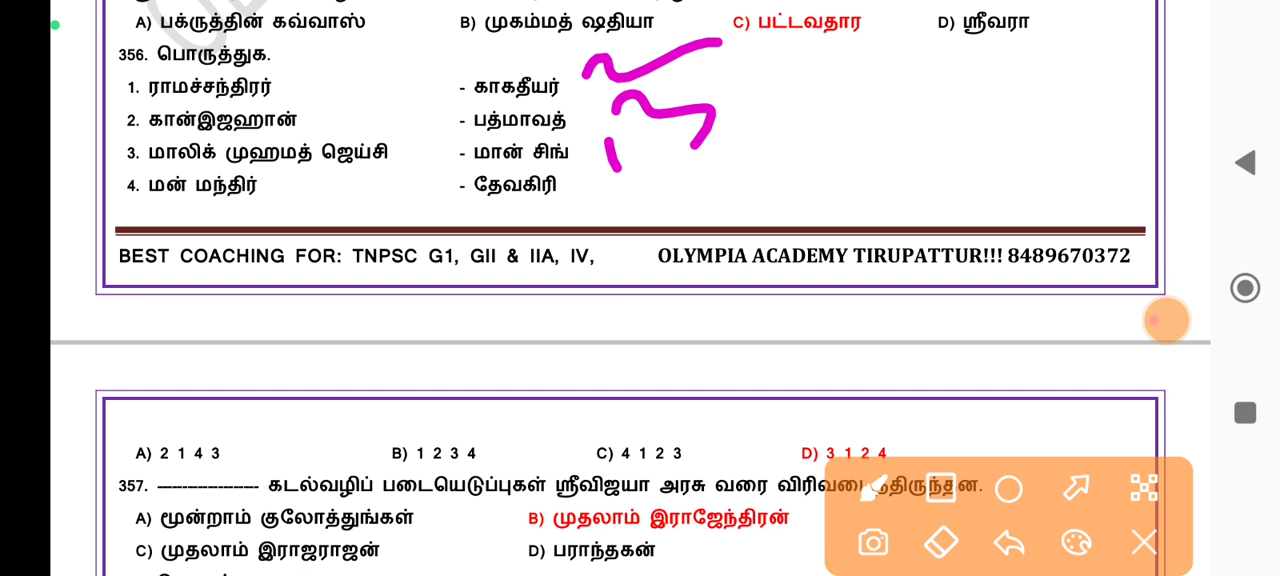 A) பக்ருத்தின் கவ்வாஸ் B) முகம்மத் ஷதியா C) பட்டவதார D) ஸ்ரீவரா
356. பொருத்துக.
1. ராமச்சந்திரர் - காகதீயர்
2. கான்இஜஹான் - பத்மாவத்
3. மாலிக் முஹமத் ஜெய்சி - மான் சிங்
4. மன் மந்திர் - தேவகிரி
BEST COACHING FOR: TNPSC G1, GII & IIA, IV, OLYMPIA ACADEMY TIRUPATTUR!!! 8489670372
A) 2 1 4 3 B) 1 2 3 4 C) 4 1 2 3 D) 3 1 2 4
357. ---------------- கடல்வழிப் படையெடுப்புகள் ஸ்ரீவிஜயா அரசு வரை
A) மூன்றாம் குலோத்துங்கள் B) முதலாம் இராஜேந்திரன்
C) முதலாம் இராஜராஜன் D) பராந்தகன்